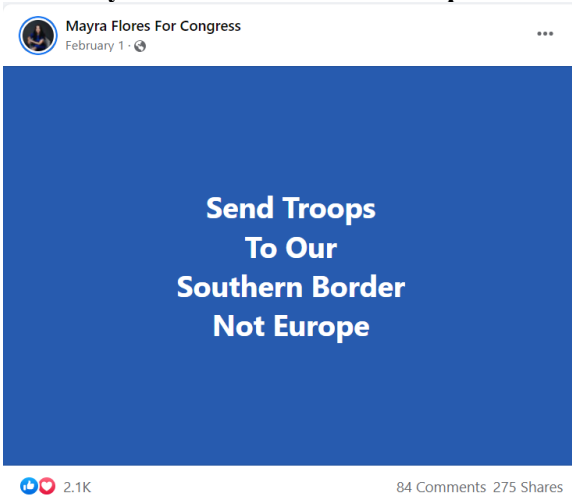 Mayra Flores For Congress
February 1 ·
Send Troops
To Our
Southern Border
Not Europe
2.1K
84 Comments 275 Shares